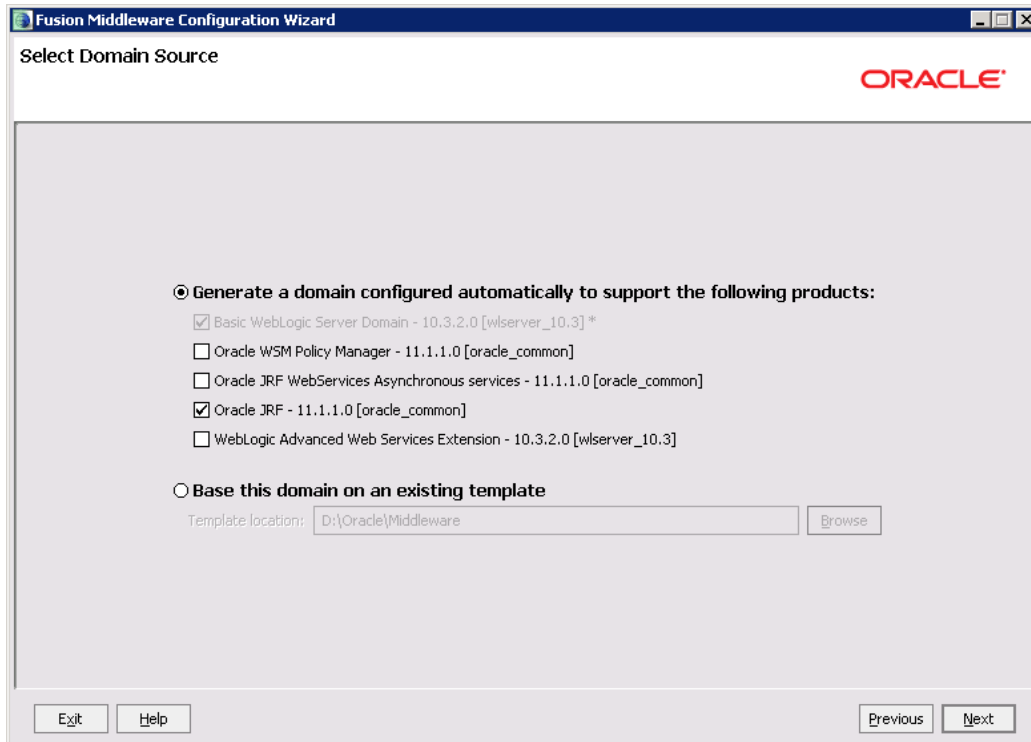 Fusion Middleware Configuration Wizard
Select Domain Source
ORACLE
Generate a domain configured automatically to support the following products:
Basic WebLogic Server Domain - 10.3.2.0 [wlserver_10.3] *
Oracle WSM Policy Manager - 11.1.1.0 [oracle_common]
Oracle JRF WebServices Asynchronous services - 11.1.1.0 [oracle_common]
Oracle JRF - 11.1.1.0 [oracle_common]
WebLogic Advanced Web Services Extension - 10.3.2.0 [wlserver_10.3]
Base this domain on an existing template
Template location: D:\Oracle\Middleware Browse
Exit Help Previous Next